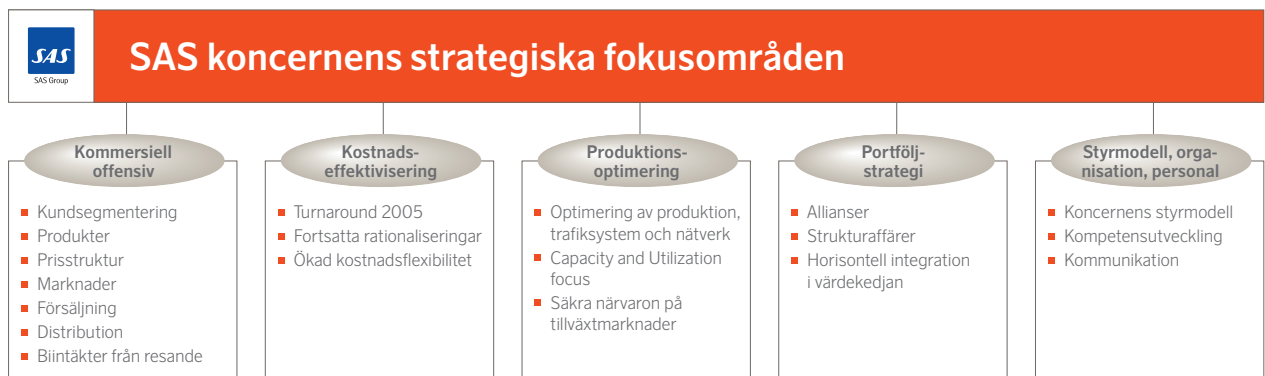 SAS
SAS Group
SAS koncernens strategiska fokusområden
Kommersiell
offensiv
Kundsegmentering
Produkter
Prisstruktur
Marknader
Försäljning
Distribution
Biintäkter från resande
Kostnads-
effektivisering
Turnaround 2005
Fortsatta rationaliseringar
Ökad kostnadsflexibilitet
Produktions-
optimering
Optimering av produktion,
trafiksystem och nätverk
Capacity and Utilization
focus
Säkra närvaron på
tillväxtmarknader
Portfölj-
strategi
Allianser
Strukturaffärer
Horisontell integration
i värdekedjan
Styrmodell, orga-
nisation, personal
Koncernens styrmodell
Kompetensutveckling
Kommunikation